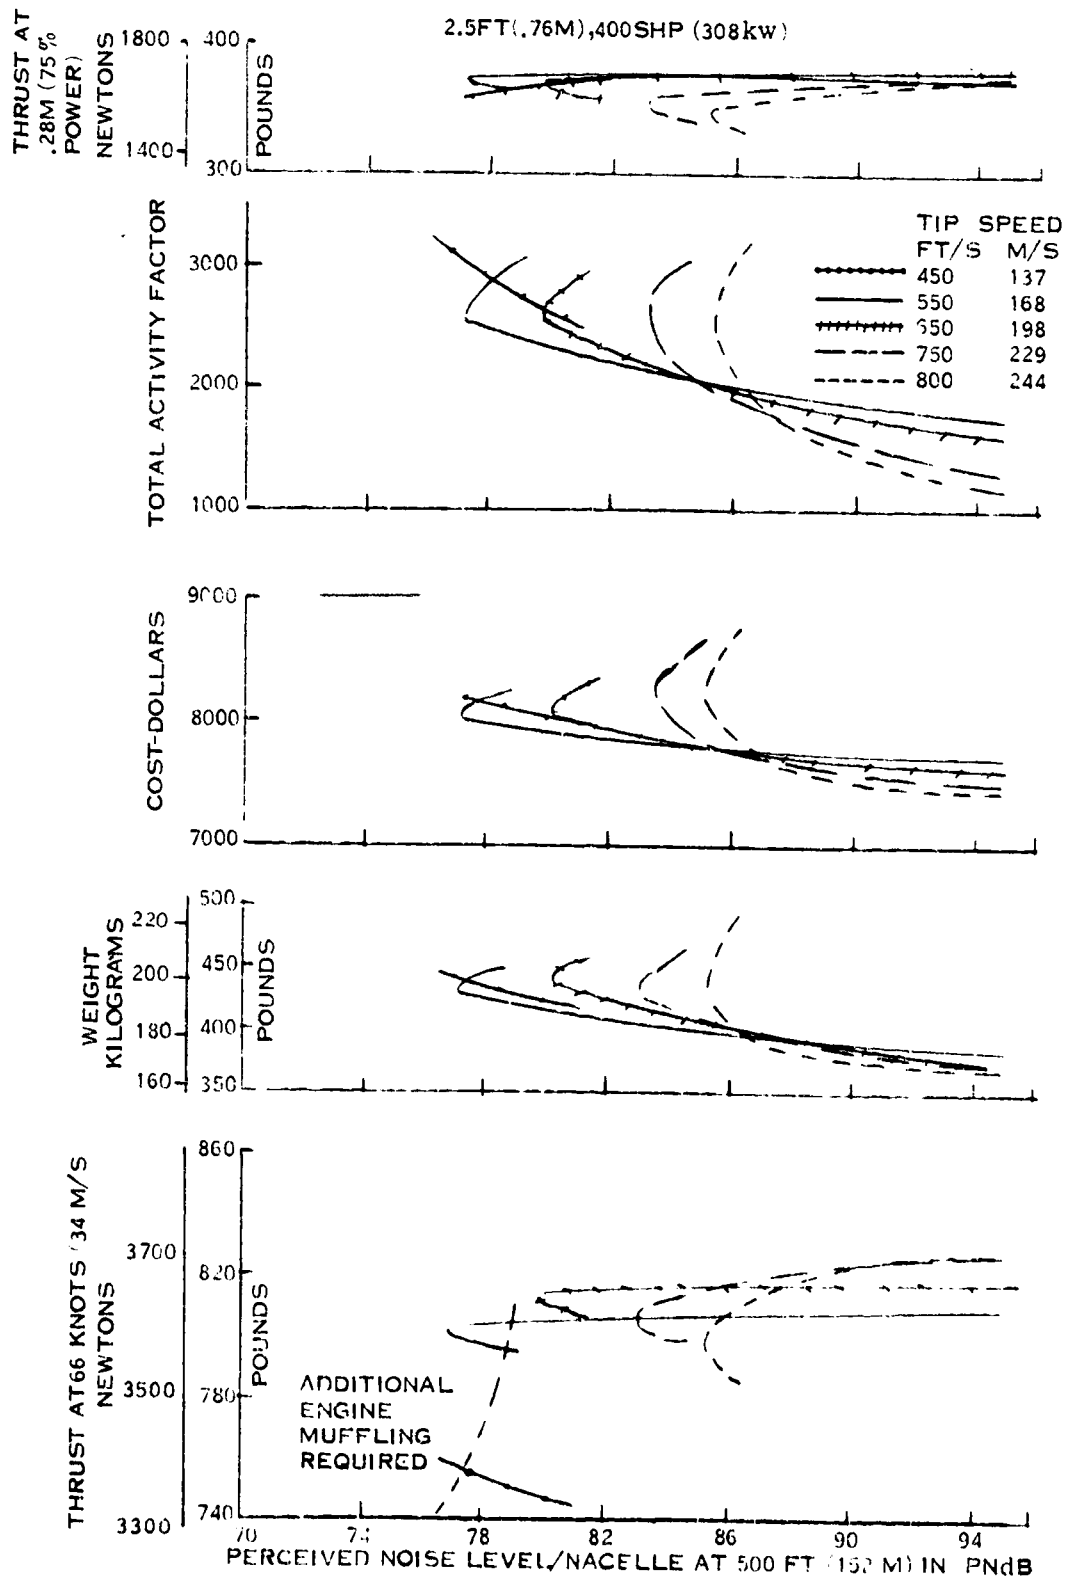 2.5FT(.76M),400SHP (308kw)
THRUST AT
.28M (75%
POWER)
NEWTONS
1800
1400
POUNDS
400
300
TOTAL ACTIVITY FACTOR
3000
2000
1000
TIP SPEED
FT/S M/S
450 137
550 168
650 198
750 229
800 244
COST-DOLLARS
9000
8000
7000
WEIGHT
KILOGRAMS
220
200
180
160
POUNDS
500
450
400
350
THRUST AT 66 KNOTS (34 M/S
NEWTONS
3700
3500
3300
POUNDS
860
820
780
740
ADDITIONAL
ENGINE
MUFFLING
REQUIRED
70 74 78 82 86 90 94
PERCEIVED NOISE LEVEL/NACELLE AT 500 FT (152 M) IN PNdB